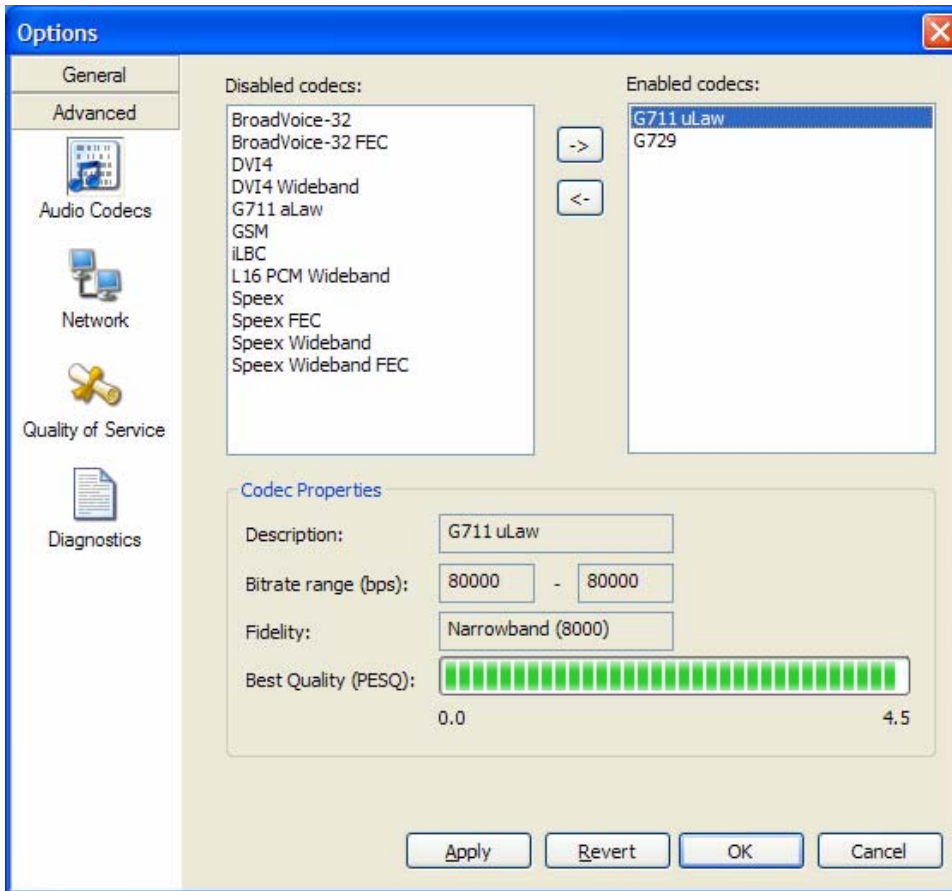 Options
General
Advanced
Audio Codecs
Network
Quality of Service
Diagnostics
Disabled codecs:
BroadVoice-32
BroadVoice-32 FEC
DVI4
DVI4 Wideband
G711 aLaw
GSM
iLBC
L16 PCM Wideband
Speex
Speex FEC
Speex Wideband
Speex Wideband FEC
->
<-
Enabled codecs:
G711 uLaw
G729
Codec Properties
Description: G711 uLaw
Bitrate range (bps): 80000 - 80000
Fidelity: Narrowband (8000)
Best Quality (PESQ):
0.0 4.5
Apply Revert OK Cancel